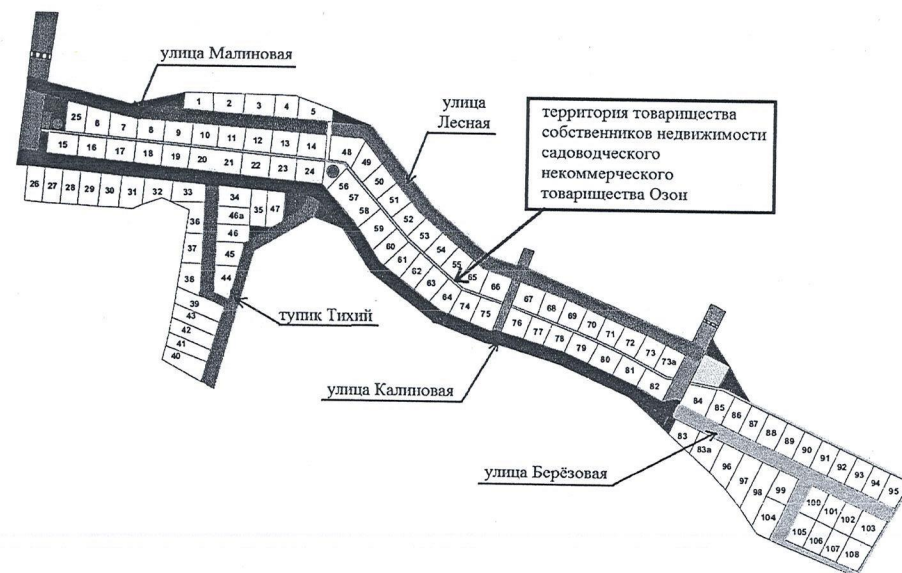 улица Малиновая
1 2 3 4 5
улица
Лесная
территория товарищества
собственников недвижимости
садоводческого
некоммерческого
товарищества Озон
25 6 7 8 9 10 11 12 13 14
15 16 17 18 19 20 21 22 23 24
48 49 50 51 52 53 54 55 65 66
56 57 58 59 60 61 62 63 64 74 75
26 27 28 29 30 31 32 33
34 35 47
46а
46
45
44
36
37
38
39
43
42
41
40
тупик Тихий
67 68 69 70 71 72 73 73а
76 77 78 79 80 81 82
улица Калиновая
84 85 86 87 88 89 90 91 92 93 94 95
83 83а 96 97 98 99
104
улица Берёзовая
100 101 102 103
105 106 107 108